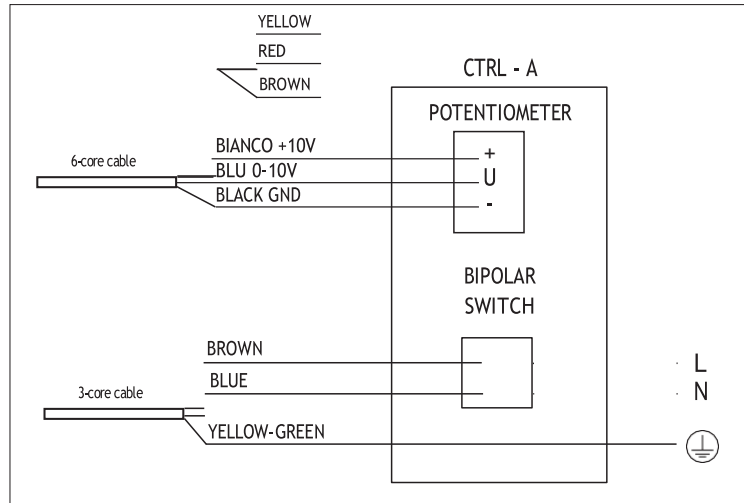 YELLOW
RED
BROWN
CTRL - A
POTENTIOMETER
BIANCO +10V
+
6-core cable
BLU 0-10V
U
BLACK GND
-
BIPOLAR
SWITCH
BROWN
L
BLUE
N
3-core cable
YELLOW-GREEN